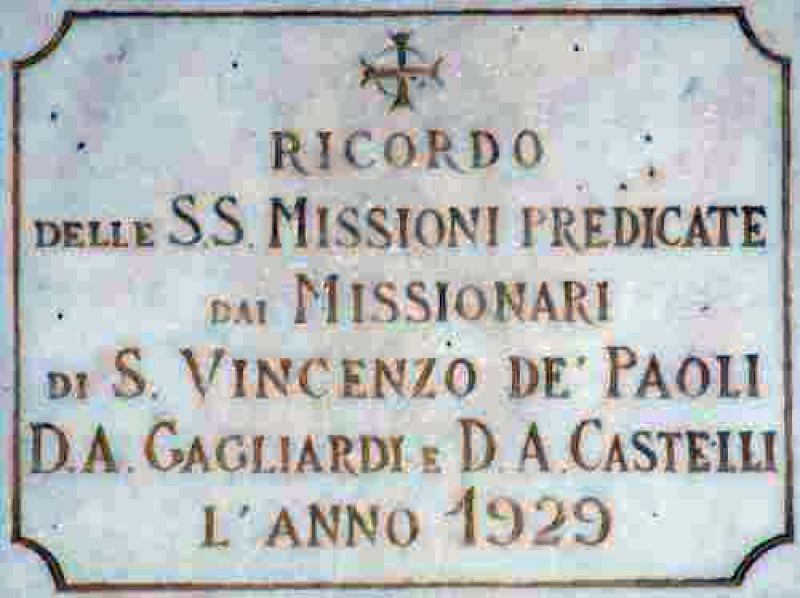 RICORDO
DELLE S.S. MISSIONI PREDICATE
DAI MISSIONARI
DI S. VINCENZO DE' PAOLI
D.A. GAGLIARDI E D.A. CASTELLI
L'ANNO 1929